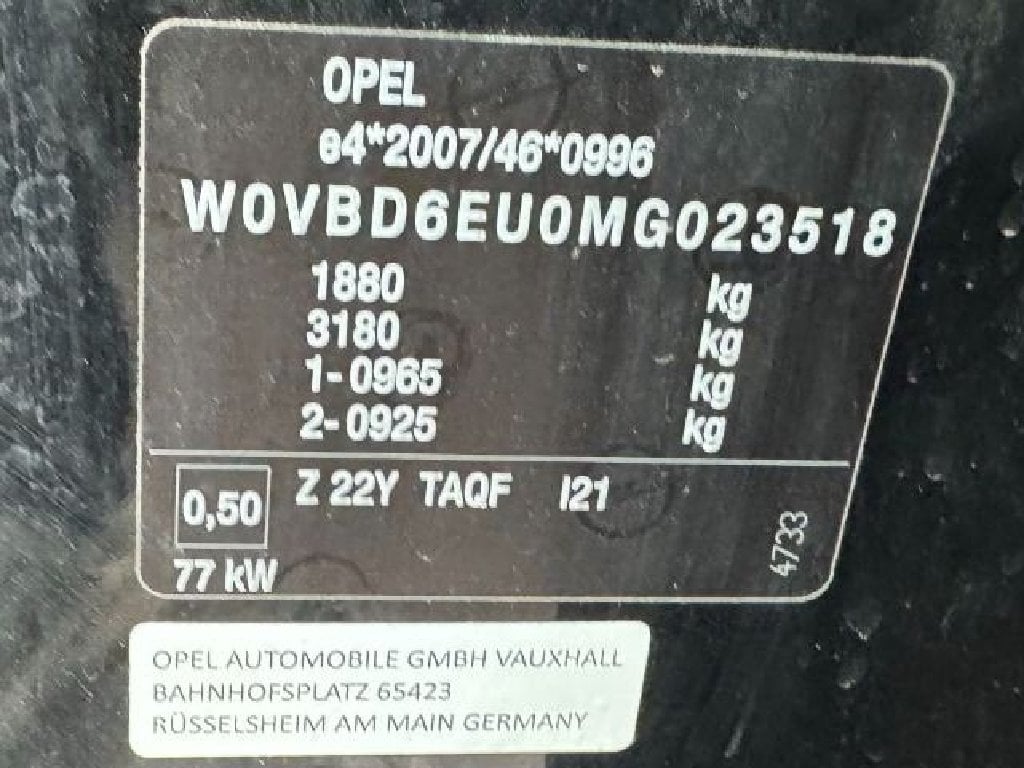 OPEL
e4*2007/46*0996
W0VBD6EU0MG023518
1880 kg
3180 kg
1-0965 kg
2-0925 kg
0,50 Z 22Y TAQF I21
77 kW
4733
OPEL AUTOMOBILE GMBH VAUXHALL
BAHNHOFSPLATZ 65423
RÜSSELSHEIM AM MAIN GERMANY